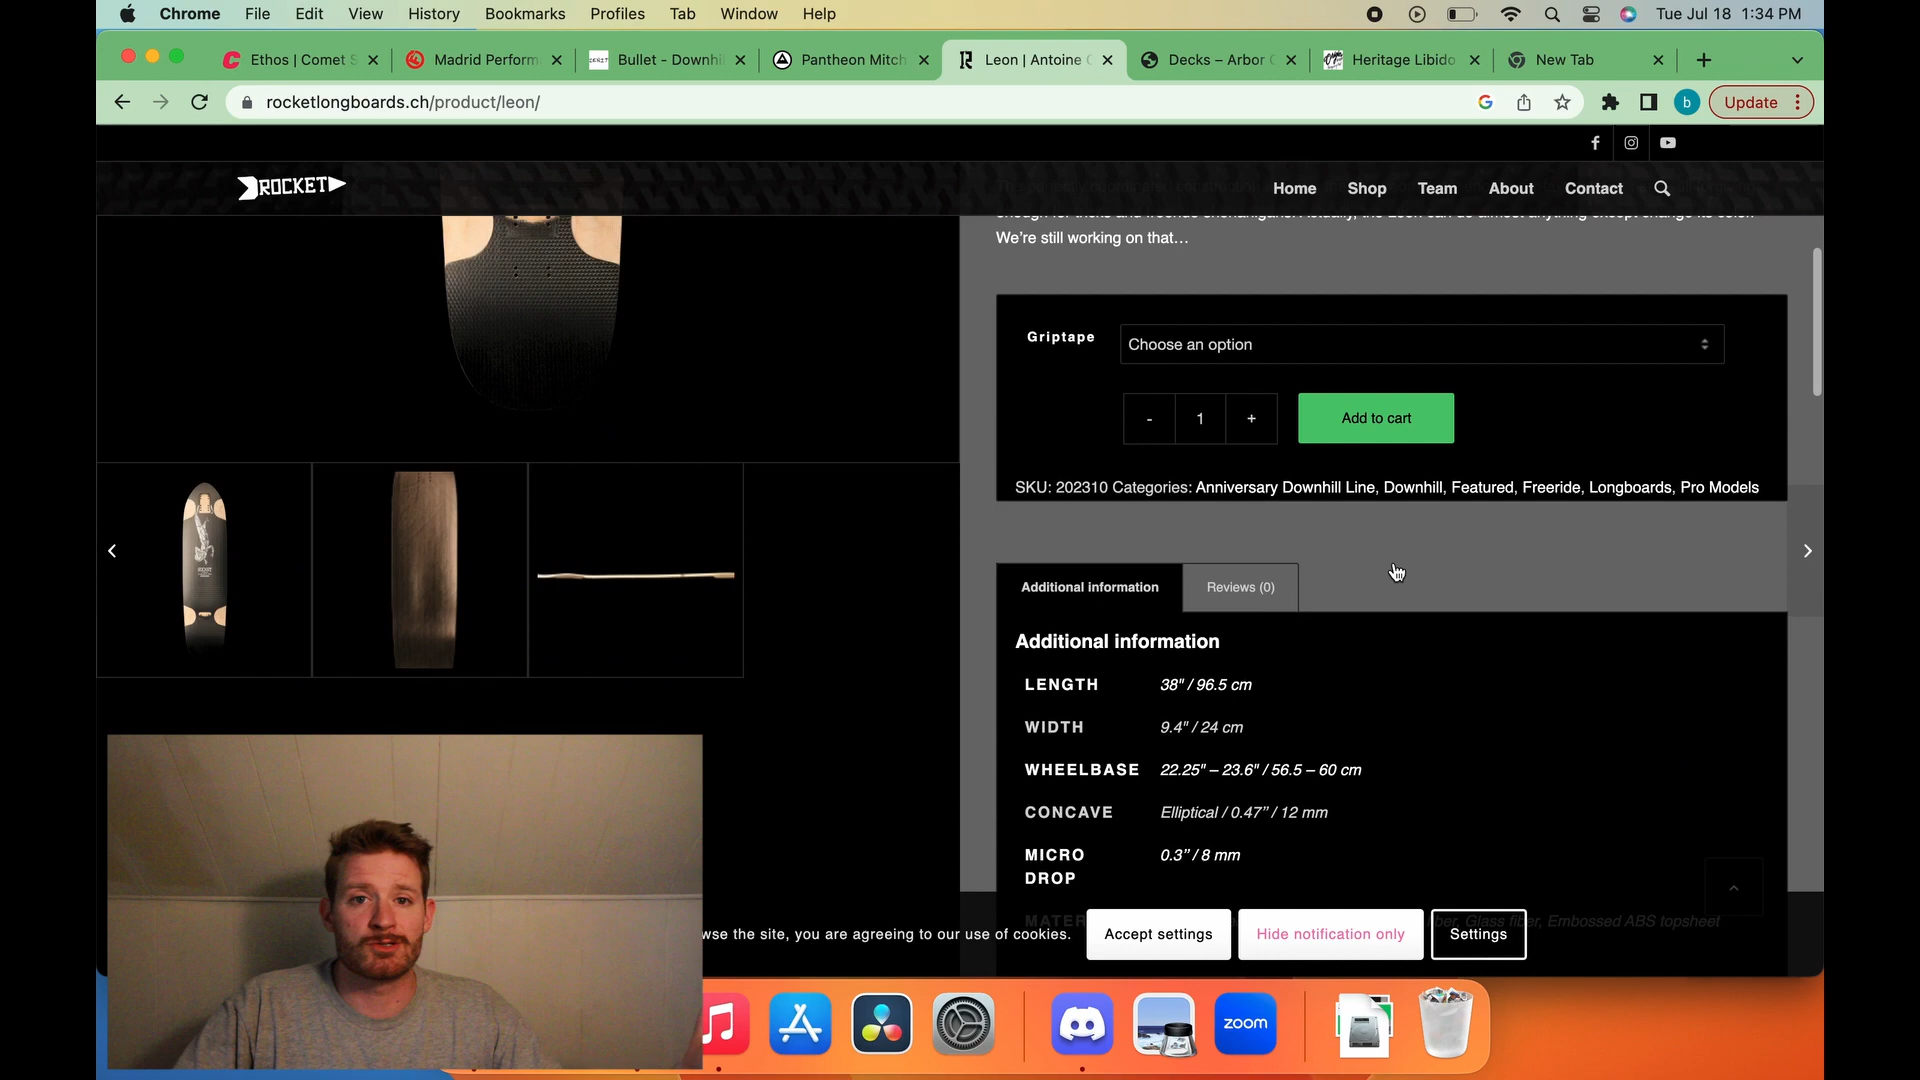 Chrome File Edit View History Bookmarks Profiles Tab Window Help Tue Jul 18 1:34 PM
Ethos | Comet S Madrid Perform Bullet - Downhi Pantheon Mitch Leon | Antoine Decks – Arbor Heritage Libido New Tab
rocketlongboards.ch/product/leon/ b Update
ROCKET Home Shop Team About Contact
We're still working on that…
Griptape Choose an option
- 1 + Add to cart
SKU: 202310 Categories: Anniversary Downhill Line, Downhill, Featured, Freeride, Longboards, Pro Models
Additional information Reviews (0)
Additional information
LENGTH 38" / 96.5 cm
WIDTH 9.4" / 24 cm
WHEELBASE 22.25" – 23.6" / 56.5 – 60 cm
CONCAVE Elliptical / 0.47" / 12 mm
MICRO DROP 0.3" / 8 mm
Glass fiber, Embossed ABS topsheet
se the site, you are agreeing to our use of cookies. Accept settings Hide notification only Settings
zoom